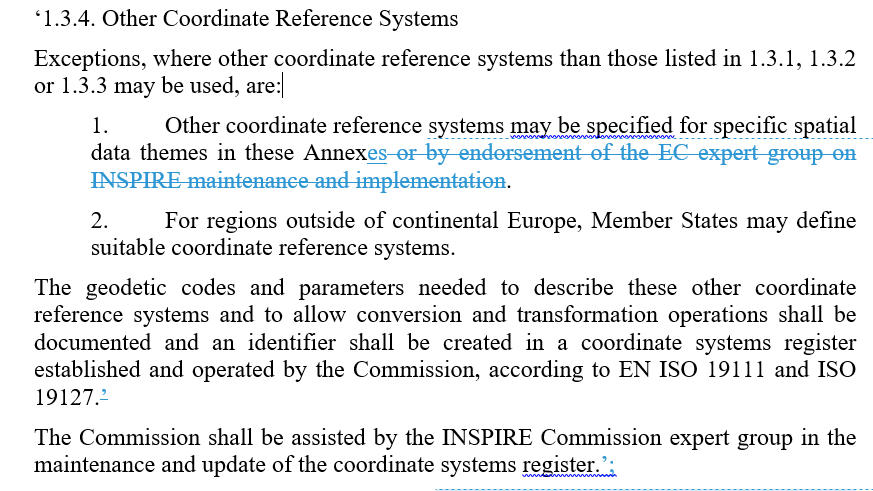 ‘1.3.4. Other Coordinate Reference Systems
Exceptions, where other coordinate reference systems than those listed in 1.3.1, 1.3.2
or 1.3.3 may be used, are:
1. Other coordinate reference systems may be specified for specific spatial
data themes in these Annexes or by endorsement of the EC expert group on
INSPIRE maintenance and implementation.
2. For regions outside of continental Europe, Member States may define
suitable coordinate reference systems.
The geodetic codes and parameters needed to describe these other coordinate
reference systems and to allow conversion and transformation operations shall be
documented and an identifier shall be created in a coordinate systems register
established and operated by the Commission, according to EN ISO 19111 and ISO
19127.’
The Commission shall be assisted by the INSPIRE Commission expert group in the
maintenance and update of the coordinate systems register.’;